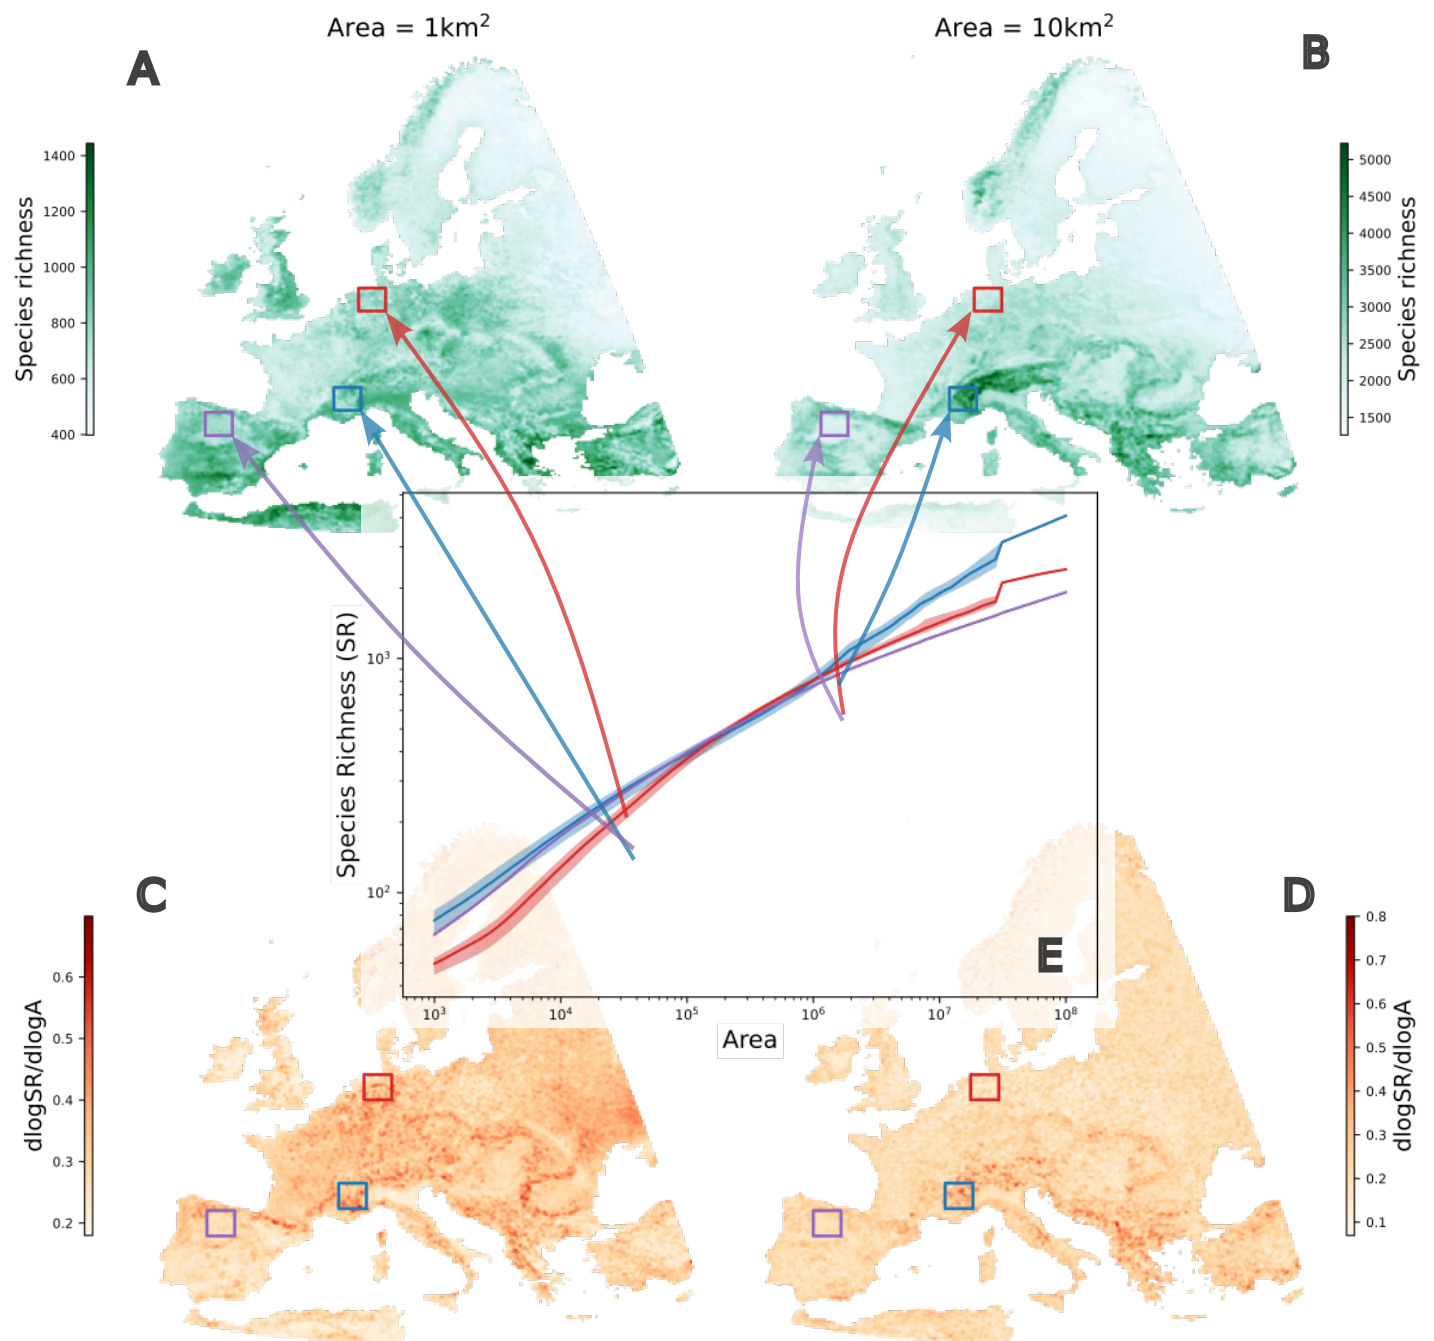 Area = 1km²
Area = 10km²
A
B
Species richness
1400
1200
1000
800
600
400
5000
4500
4000
3500
3000
2500
2000
1500
Species richness
Species Richness (SR)
10³
10²
10³
10⁴
10⁵
10⁶
10⁷
10⁸
Area
E
C
D
dlogSR/dlogA
0.6
0.5
0.4
0.3
0.2
0.8
0.7
0.6
0.5
0.4
0.3
0.2
0.1
dlogSR/dlogA